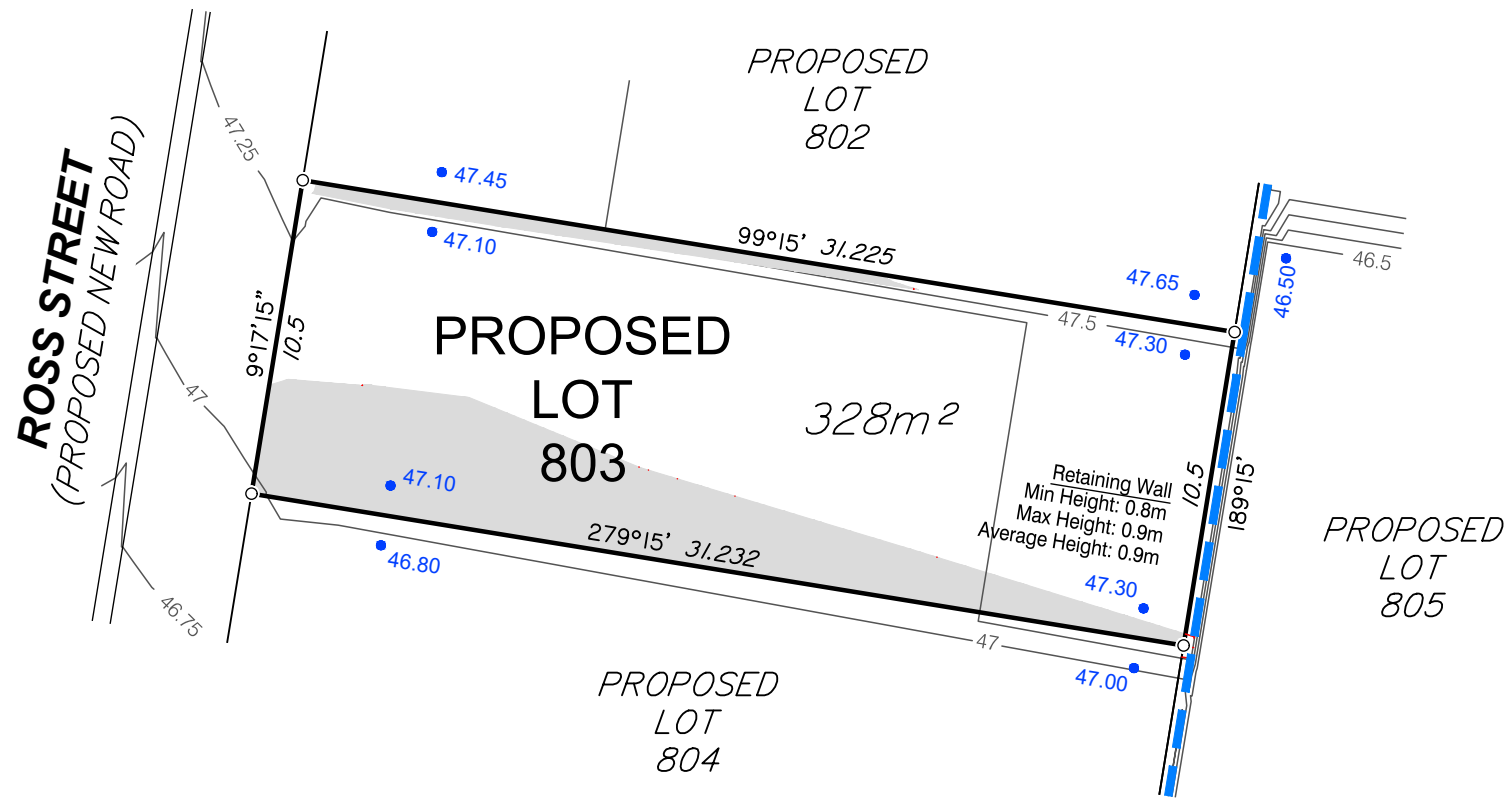 PROPOSED
LOT
802
47.25
ROSS STREET
(PROPOSED NEW ROAD)
47.45
47.10
99°15' 31.225
47.65
46.50
46.5
47.5
47.30
9°17'15"
10.5
PROPOSED
LOT
803
328m²
47
47.10
Retaining Wall
Min Height: 0.8m
Max Height: 0.9m
Average Height: 0.9m
10.5
189°15'
PROPOSED
LOT
805
279°15' 31.232
46.80
47.30
46.75
47
47.00
PROPOSED
LOT
804